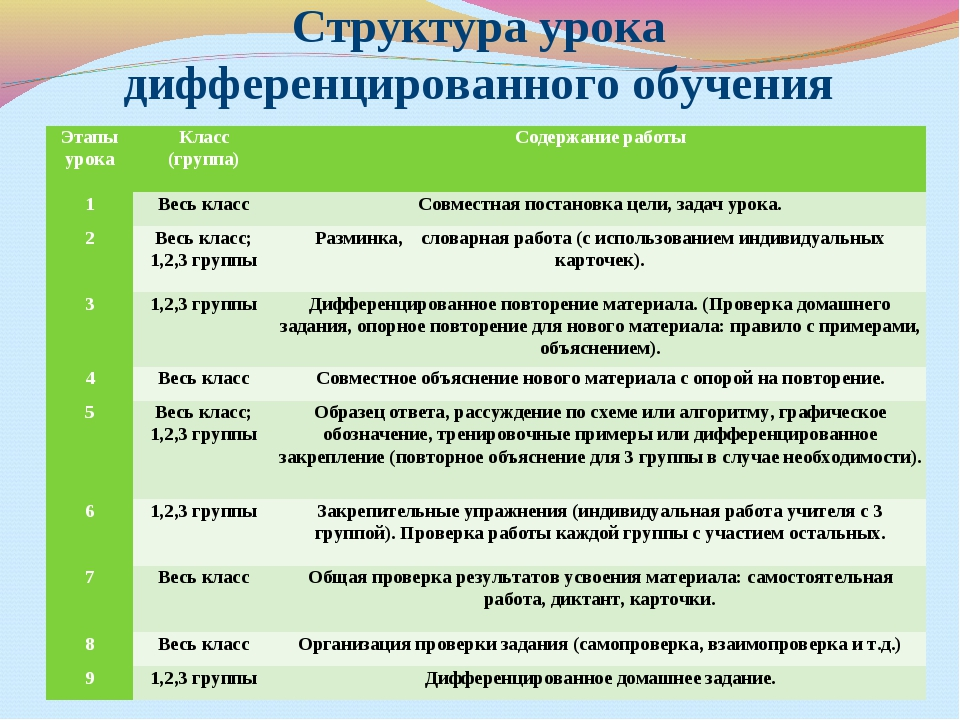 Структура урока
дифференцированного обучения
Этапы урока
Класс (группа)
Содержание работы
1
Весь класс
Совместная постановка цели, задач урока.
2
Весь класс;
1,2,3 группы
Разминка, словарная работа (с использованием индивидуальных
карточек).
3
1,2,3 группы
Дифференцированное повторение материала. (Проверка домашнего
задания, опорное повторение для нового материала: правило с примерами,
объяснением).
4
Весь класс
Совместное объяснение нового материала с опорой на повторение.
5
Весь класс;
1,2,3 группы
Образец ответа, рассуждение по схеме или алгоритму, графическое
обозначение, тренировочные примеры или дифференцированное
закрепление (повторное объяснение для 3 группы в случае необходимости).
6
1,2,3 группы
Закрепительные упражнения (индивидуальная работа учителя с 3
группой). Проверка работы каждой группы с участием остальных.
7
Весь класс
Общая проверка результатов усвоения материала: самостоятельная
работа, диктант, карточки.
8
Весь класс
Организация проверки задания (самопроверка, взаимопроверка и т.д.)
9
1,2,3 группы
Дифференцированное домашнее задание.